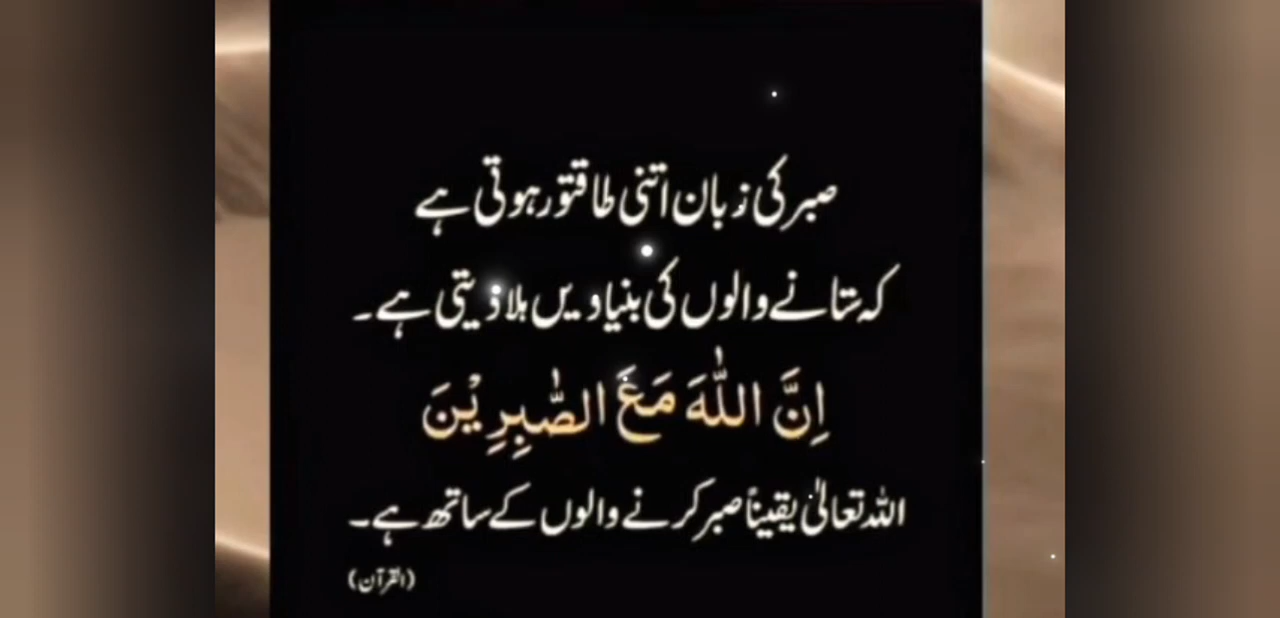 صبر کی زبان اتنی طاقتور ہوتی ہے
کہ ستانے والوں کی بنیادیں ہلا دیتی ہے۔
اِنَّ اللّٰهَ مَعَ الصّٰبِرِیْنَ
اللہ تعالیٰ یقیناً صبر کرنے والوں کے ساتھ ہے۔
(القرآن)